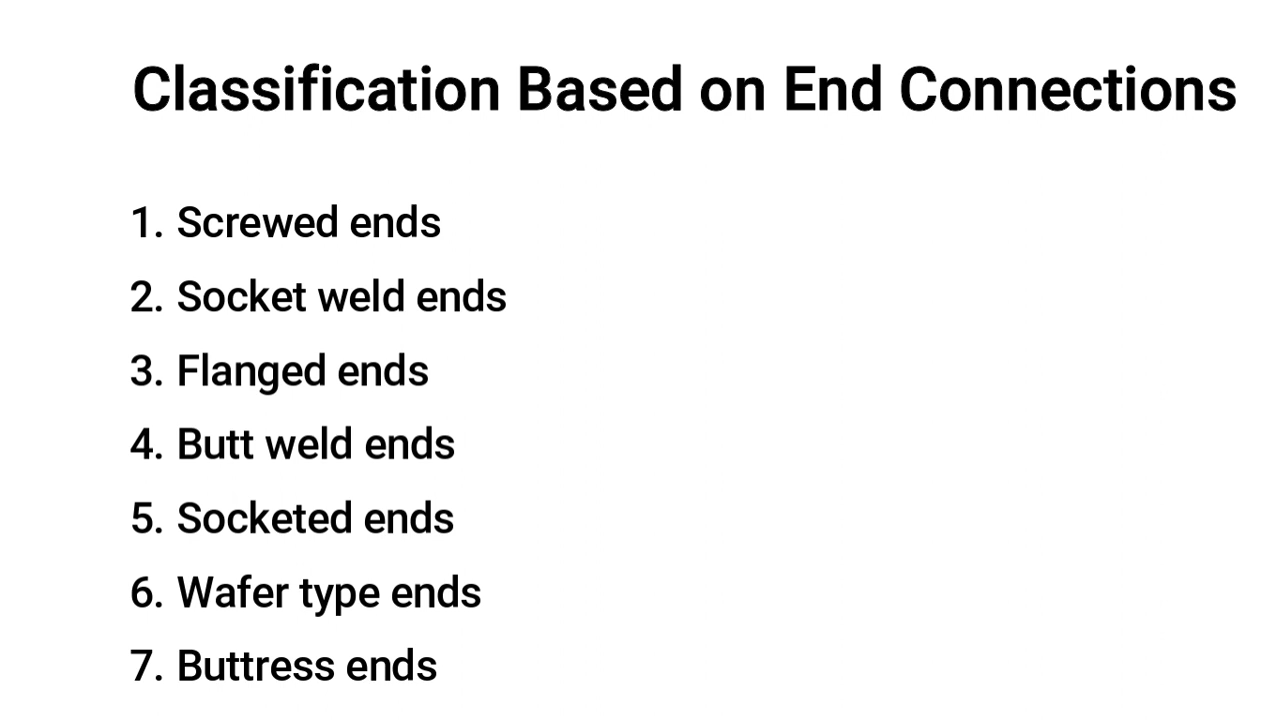 Classification Based on End Connections
1. Screwed ends
2. Socket weld ends
3. Flanged ends
4. Butt weld ends
5. Socketed ends
6. Wafer type ends
7. Buttress ends